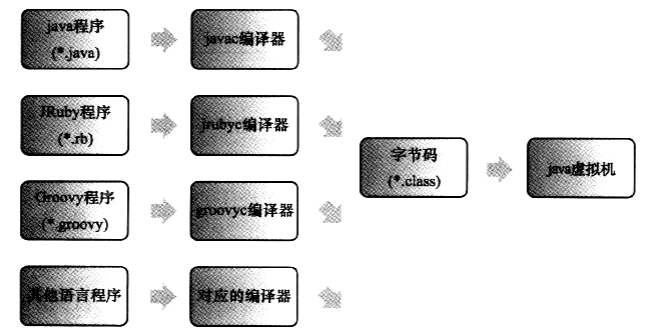 java程序
(*.java)
javac编译器
JRuby程序
(*.rb)
jrubyc编译器
字节码
(*.class)
java虚拟机
Groovy程序
(*.groovy)
groovyc编译器
其他语言程序
对应的编译器